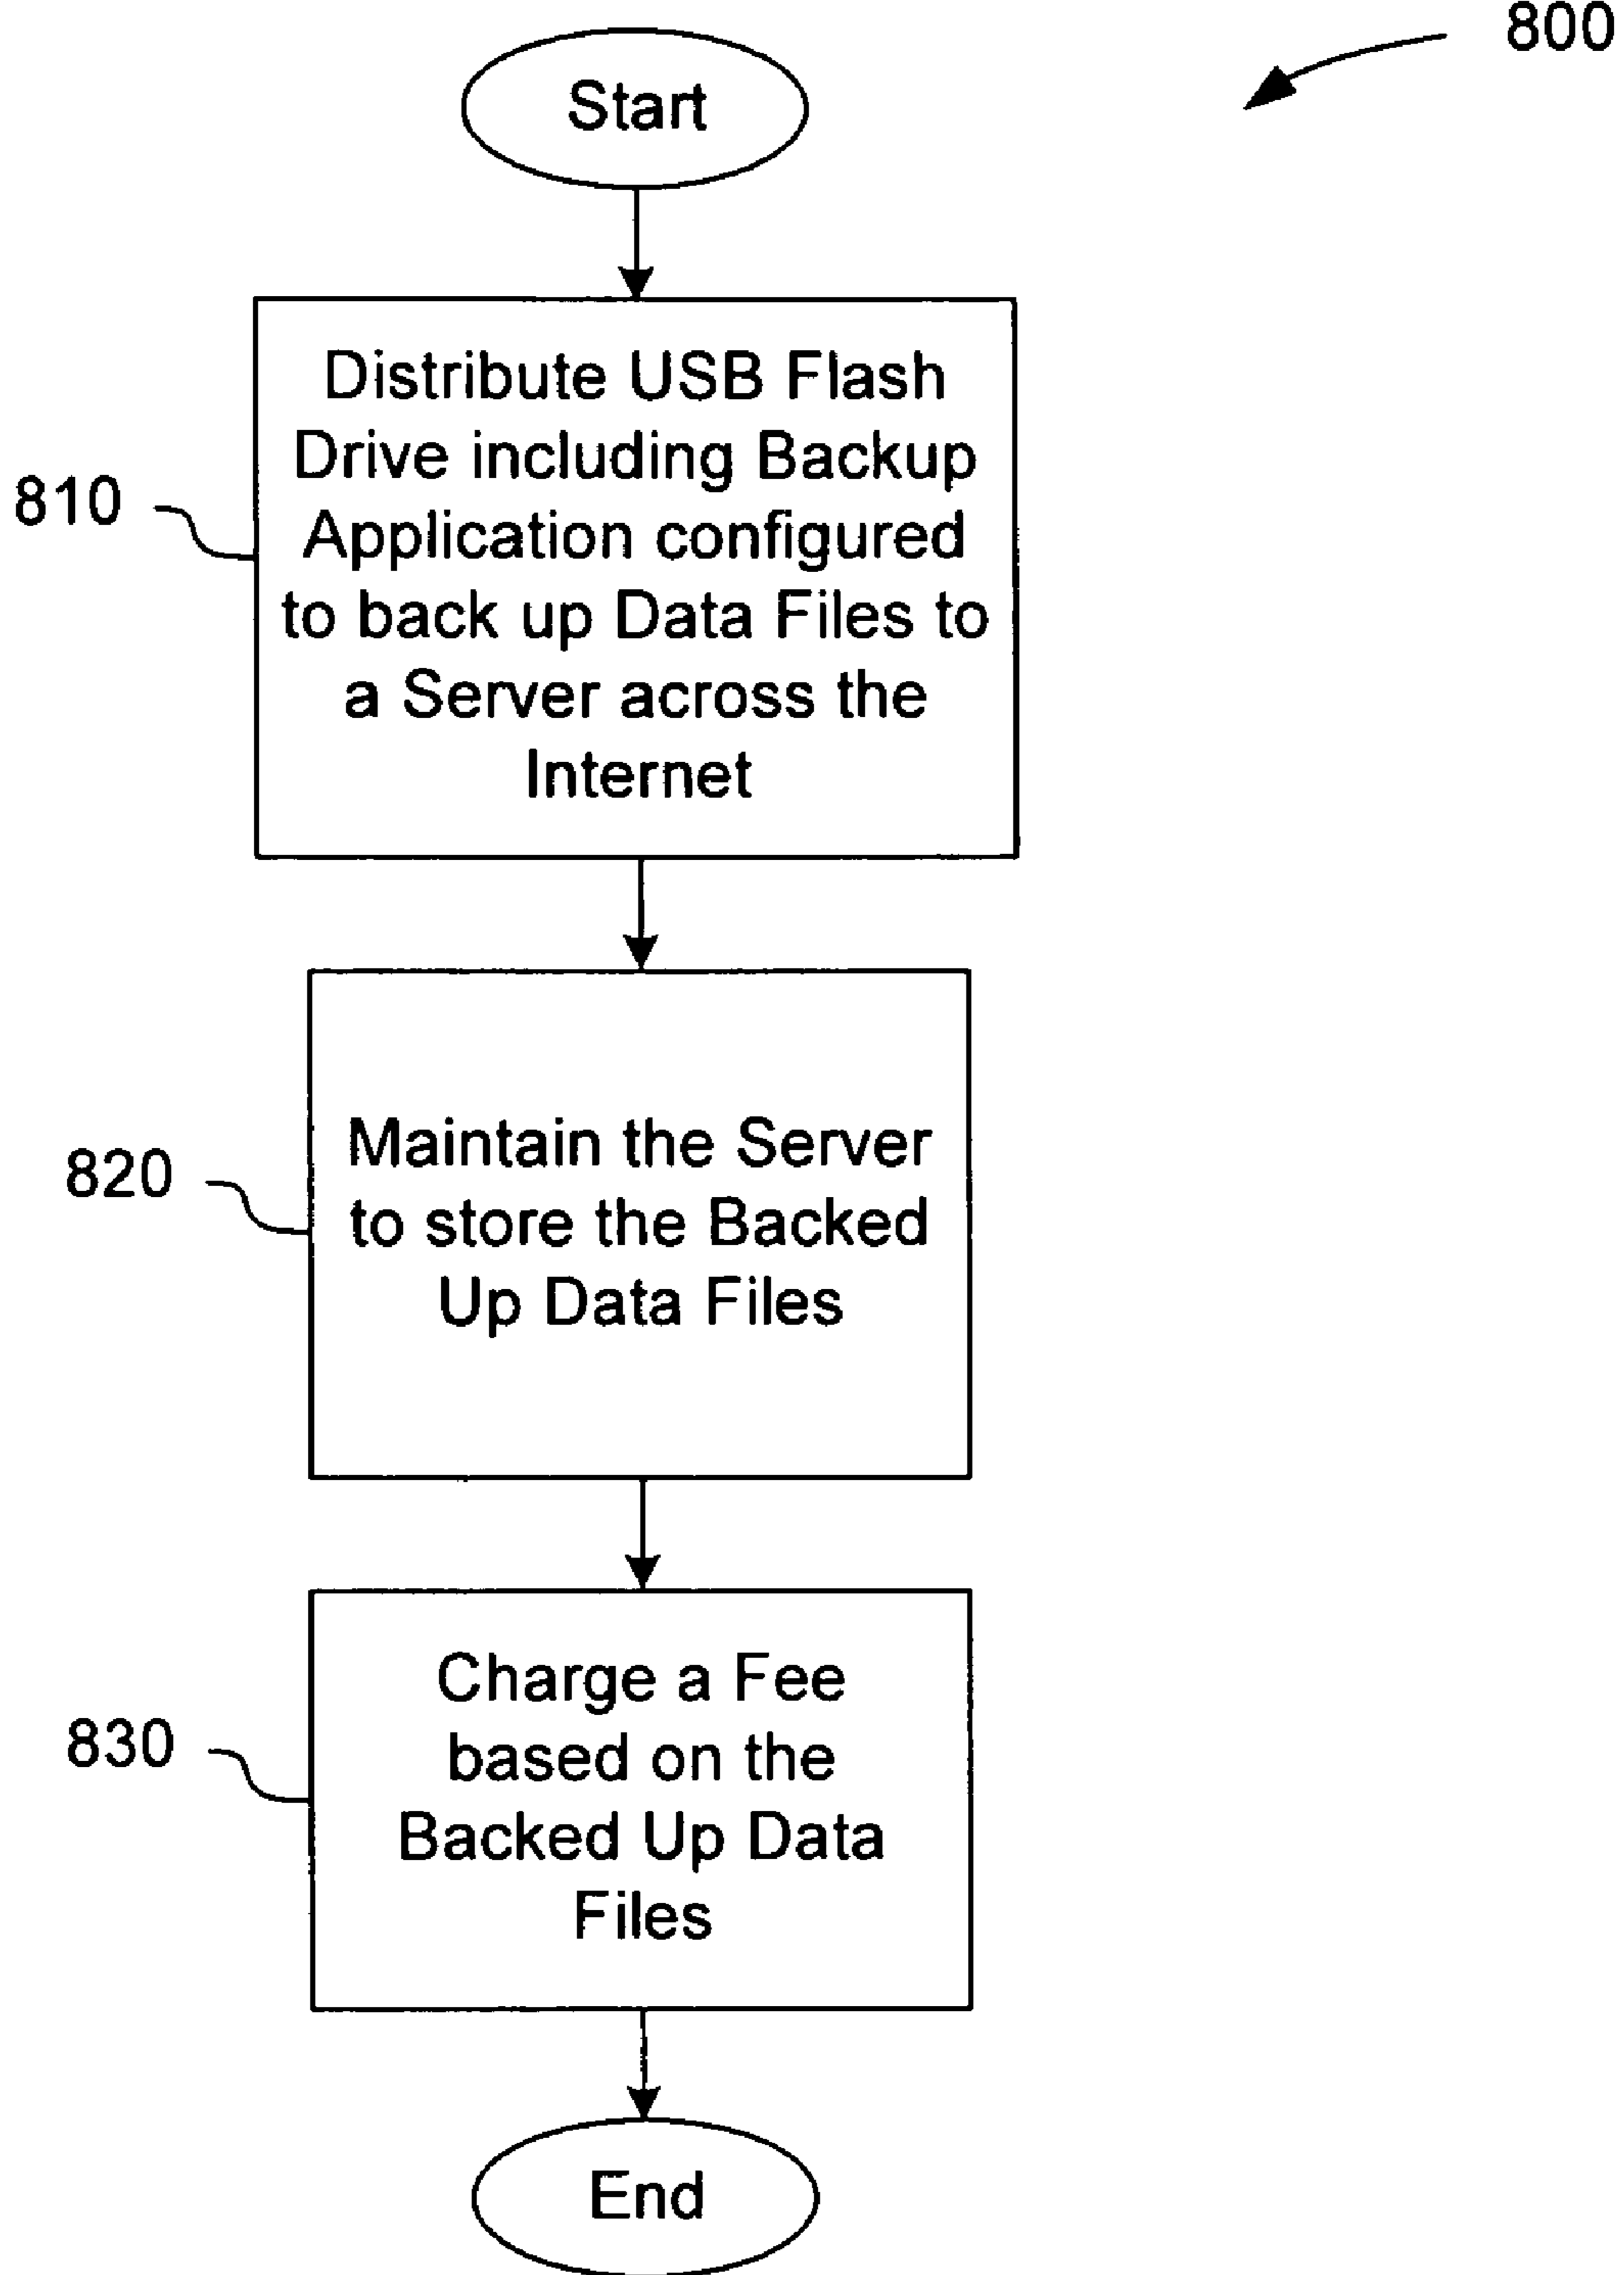 800
Start
810
Distribute USB Flash
Drive including Backup
Application configured
to back up Data Files to
a Server across the
Internet
820
Maintain the Server
to store the Backed
Up Data Files
830
Charge a Fee
based on the
Backed Up Data
Files
End